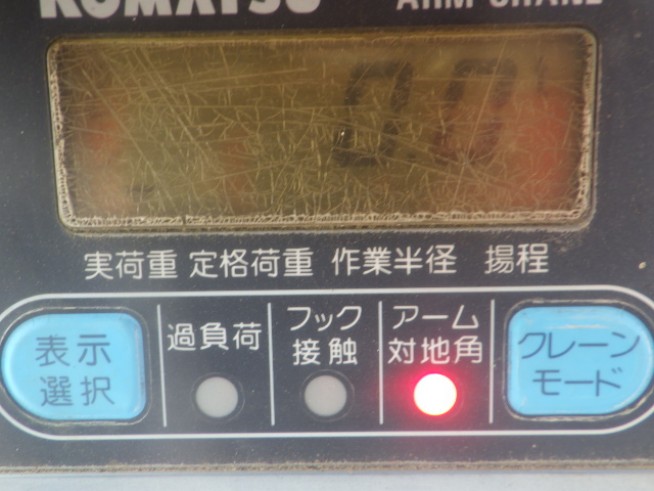 KOMATSU
ARM CRANE
0.0
実荷重 定格荷重 作業半径 揚程
表示
選択
過負荷
フック
接触
アーム
対地角
クレーン
モード